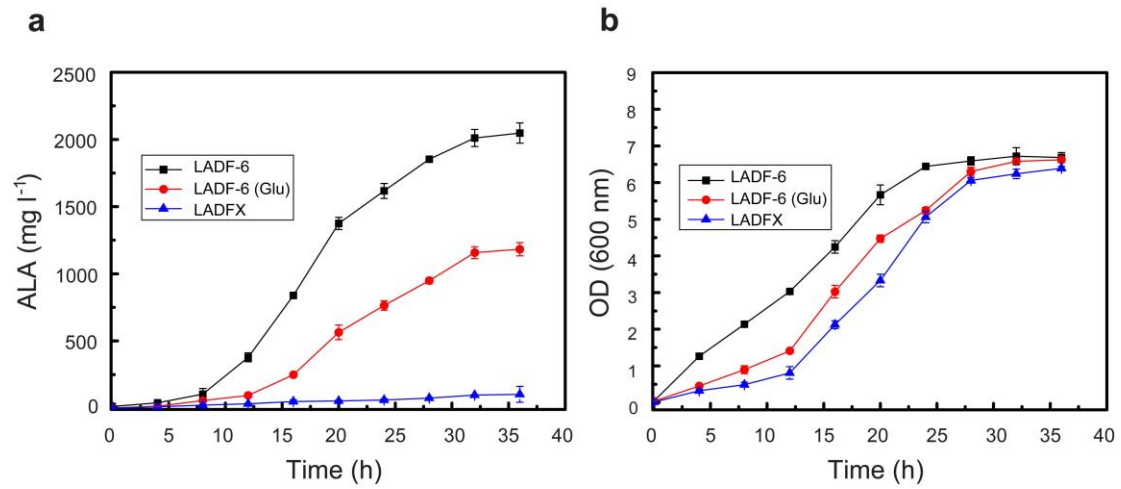 a
ALA (mg l⁻¹)
2500
2000
1500
1000
500
0
LADF-6
LADF-6 (Glu)
LADFX
0 5 10 15 20 25 30 35 40
Time (h)
b
OD (600 nm)
9
8
7
6
5
4
3
2
1
0
LADF-6
LADF-6 (Glu)
LADFX
0 5 10 15 20 25 30 35 40
Time (h)